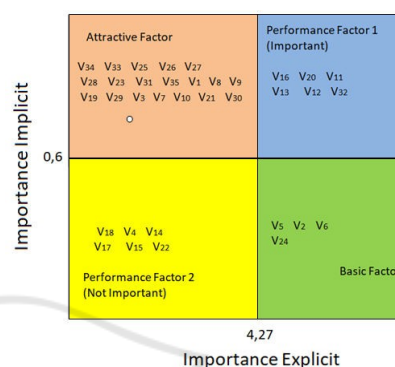 Attractive Factor
V34 V33 V25 V26 V27
V28 V23 V31 V35 V1 V8 V9
V19 V29 V3 V7 V10 V21 V30
Performance Factor 1
(Important)
V16 V20 V11
V13 V12 V32
Importance Implicit
0,6
V18 V4 V14
V17 V15 V22
Performance Factor 2
(Not Important)
V5 V2 V6
V24
Basic Facto
4,27
Importance Explicit